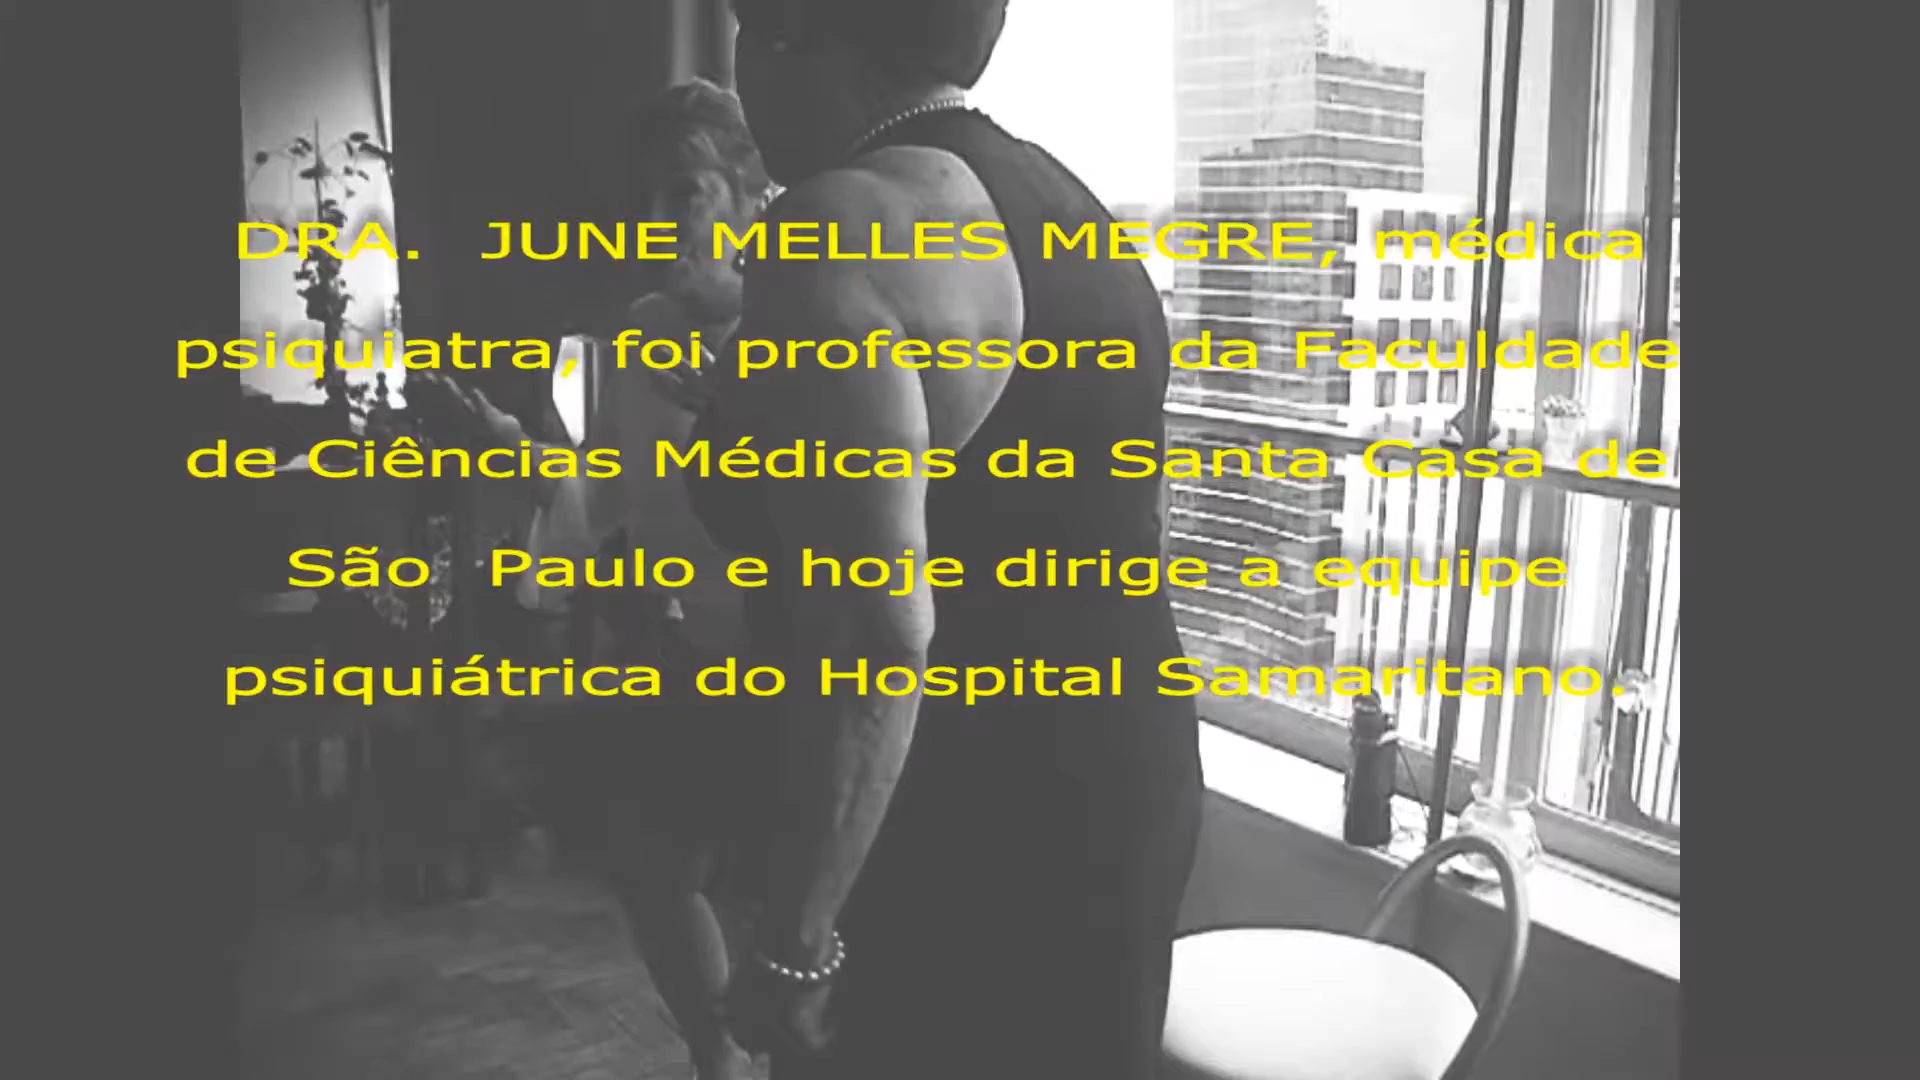 DRA.  JUNE MELLES MEGRE, médica
psiquiatra, foi professora da Faculdade
de Ciências Médicas da Santa Casa de
São  Paulo e hoje dirige a equipe
psiquiátrica do Hospital Samaritano.